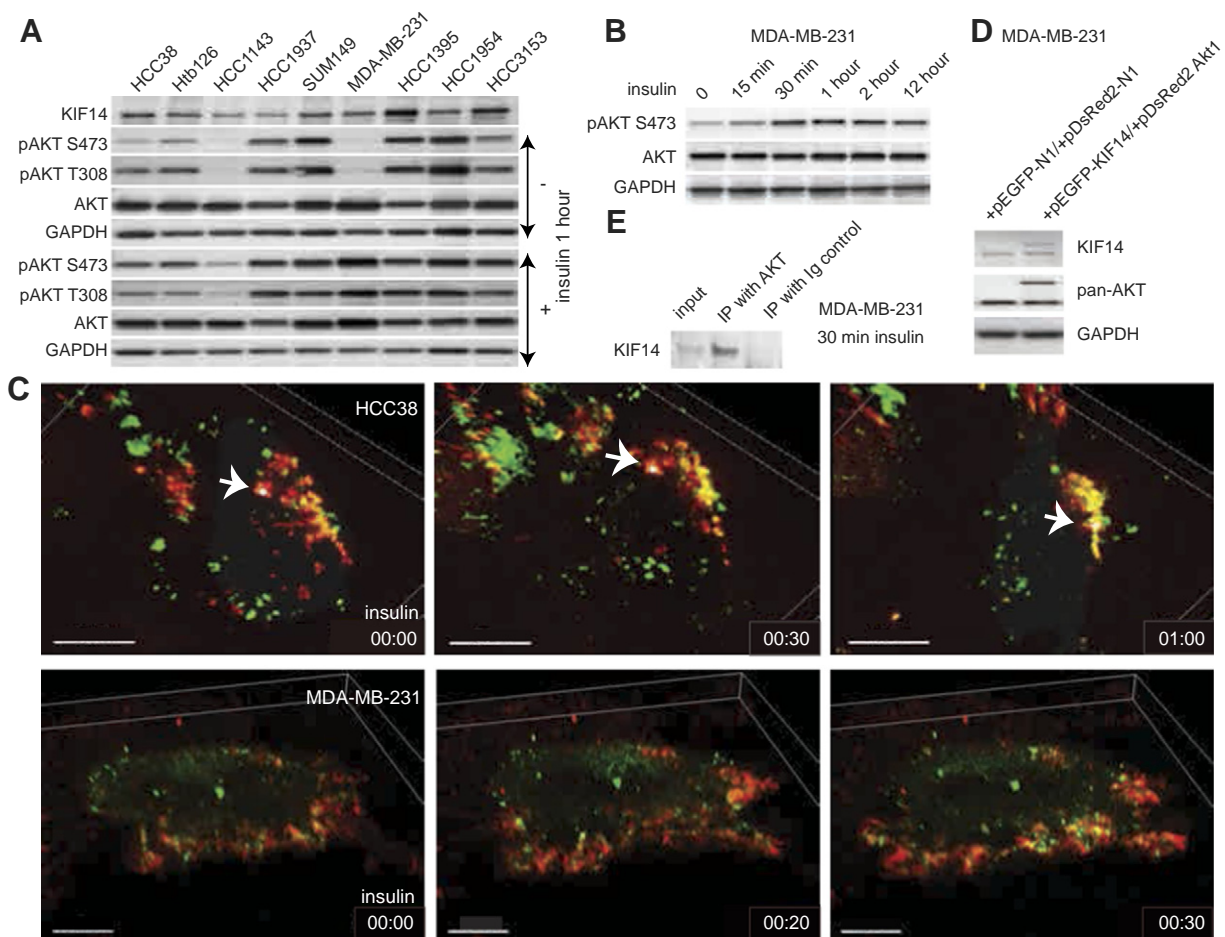 A
HCC38
Htb126
HCC1143
HCC1937
SUM149
MDA-MB-231
HCC1395
HCC1954
HCC3153
KIF14
pAKT S473
pAKT T308
AKT
GAPDH
pAKT S473
pAKT T308
AKT
GAPDH
-
+
insulin 1 hour
B
MDA-MB-231
insulin
0
15 min
30 min
1 hour
2 hour
12 hour
pAKT S473
AKT
GAPDH
D
MDA-MB-231
+pEGFP-N1/+pDsRed2-N1
+pEGFP-KIF14/+pDsRed2 Akt1
KIF14
pan-AKT
GAPDH
E
input
IP with AKT
IP with Ig control
KIF14
MDA-MB-231
30 min insulin
C
HCC38
insulin
00:00
00:30
01:00
MDA-MB-231
insulin
00:00
00:20
00:30